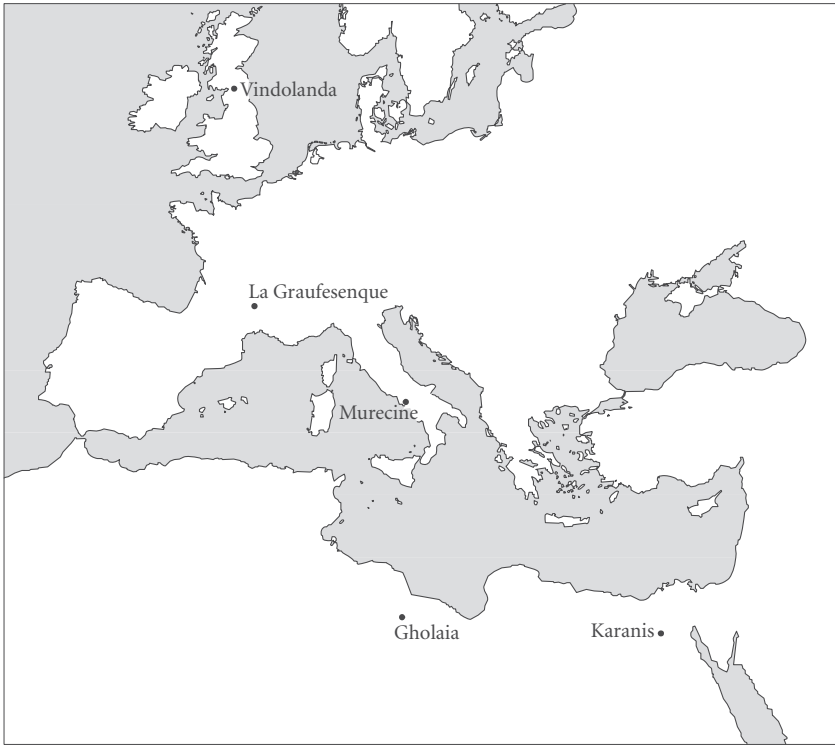 Vindolanda
La Graufesenque
Murecine
Gholaia
Karanis